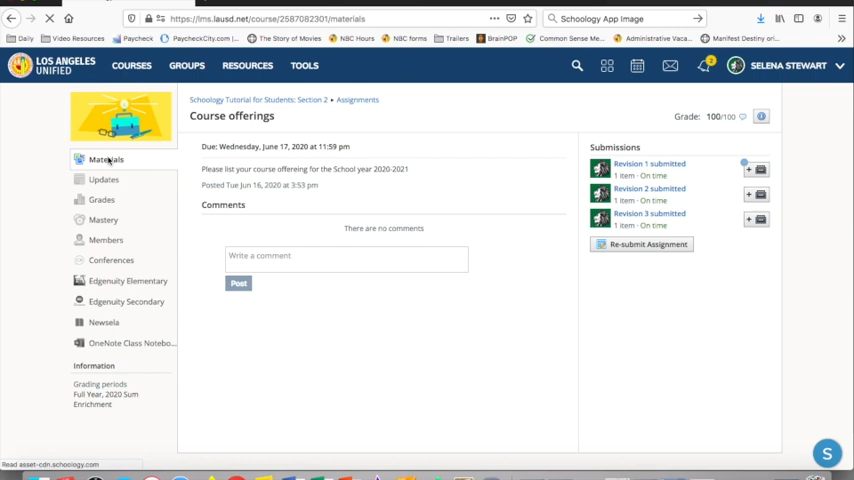 https://lms.lausd.net/course/2587082301/materials
Schoology App Image
Daily
Video Resources
Paycheck
PaycheckCity.com |...
The Story of Movies
NBC Hours
NBC forms
Trailers
BrainPOP
Common Sense Me...
Administrative Vaca...
Manifest Destiny ori...
LOS ANGELES
UNIFIED
COURSES
GROUPS
RESOURCES
TOOLS
2
SELENA STEWART
Schoology Tutorial for Students: Section 2 ▸ Assignments
Course offerings
Grade: 100/100
Materials
Updates
Grades
Mastery
Members
Conferences
Edgenuity Elementary
Edgenuity Secondary
Newsela
OneNote Class Notebo...
Information
Grading periods
Full Year, 2020 Sum
Enrichment
Due: Wednesday, June 17, 2020 at 11:59 pm
Please list your course offereing for the School year 2020-2021
Posted Tue Jun 16, 2020 at 3:53 pm
Comments
There are no comments
Write a comment
Post
Submissions
Revision 1 submitted
1 item · On time
Revision 2 submitted
1 item · On time
Revision 3 submitted
1 item · On time
Re-submit Assignment
S
Read asset-cdn.schoology.com